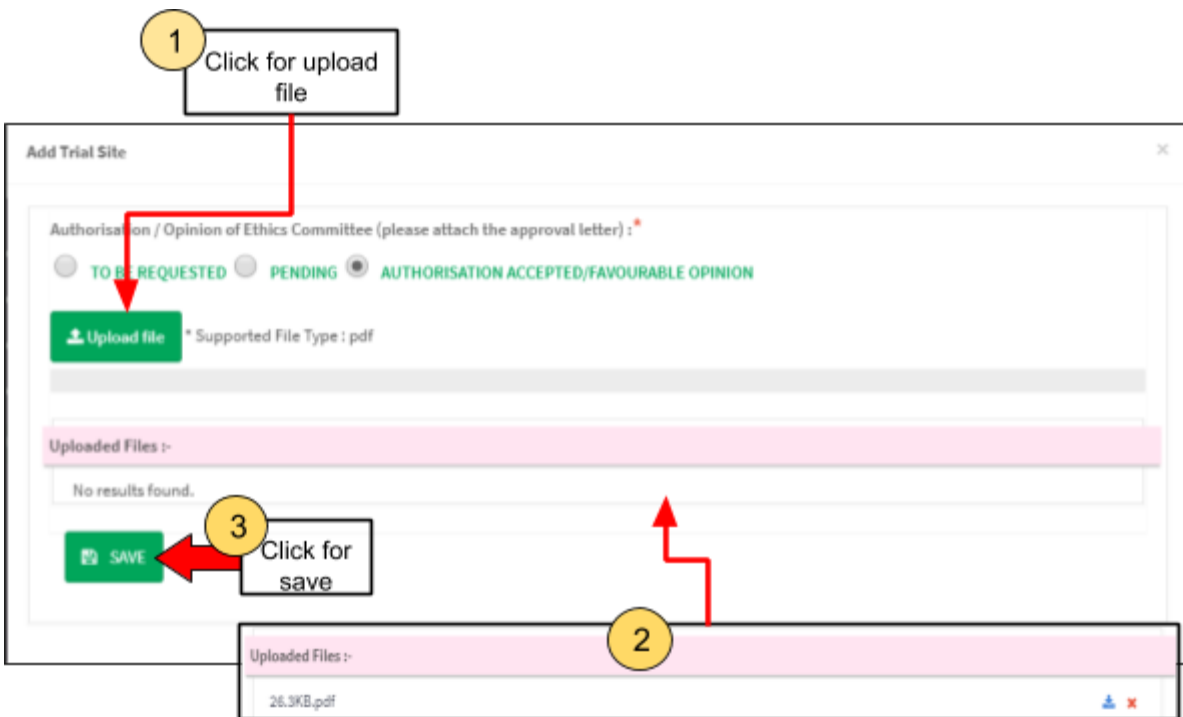 1
Click for upload
file
Add Trial Site ×
Authorisation / Opinion of Ethics Committee (please attach the approval letter) :*
TO BE REQUESTED PENDING AUTHORISATION ACCEPTED/FAVOURABLE OPINION
Upload file * Supported File Type : pdf
Uploaded Files :-
No results found.
3
Click for
save
SAVE
2
Uploaded Files :-
26.3KB.pdf